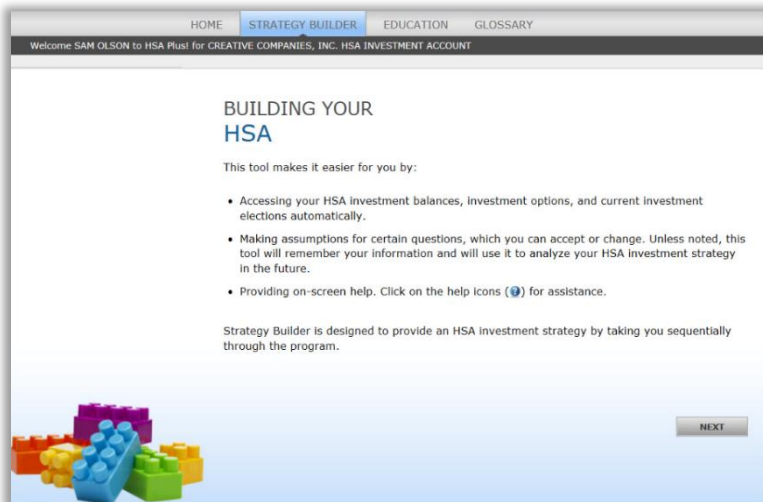 HOME STRATEGY BUILDER EDUCATION GLOSSARY
Welcome SAM OLSON to HSA Plus! for CREATIVE COMPANIES, INC. HSA INVESTMENT ACCOUNT
BUILDING YOUR
HSA
This tool makes it easier for you by:
• Accessing your HSA investment balances, investment options, and current investment
elections automatically.
• Making assumptions for certain questions, which you can accept or change. Unless noted, this
tool will remember your information and will use it to analyze your HSA investment strategy
in the future.
• Providing on-screen help. Click on the help icons (?) for assistance.
Strategy Builder is designed to provide an HSA investment strategy by taking you sequentially
through the program.
NEXT